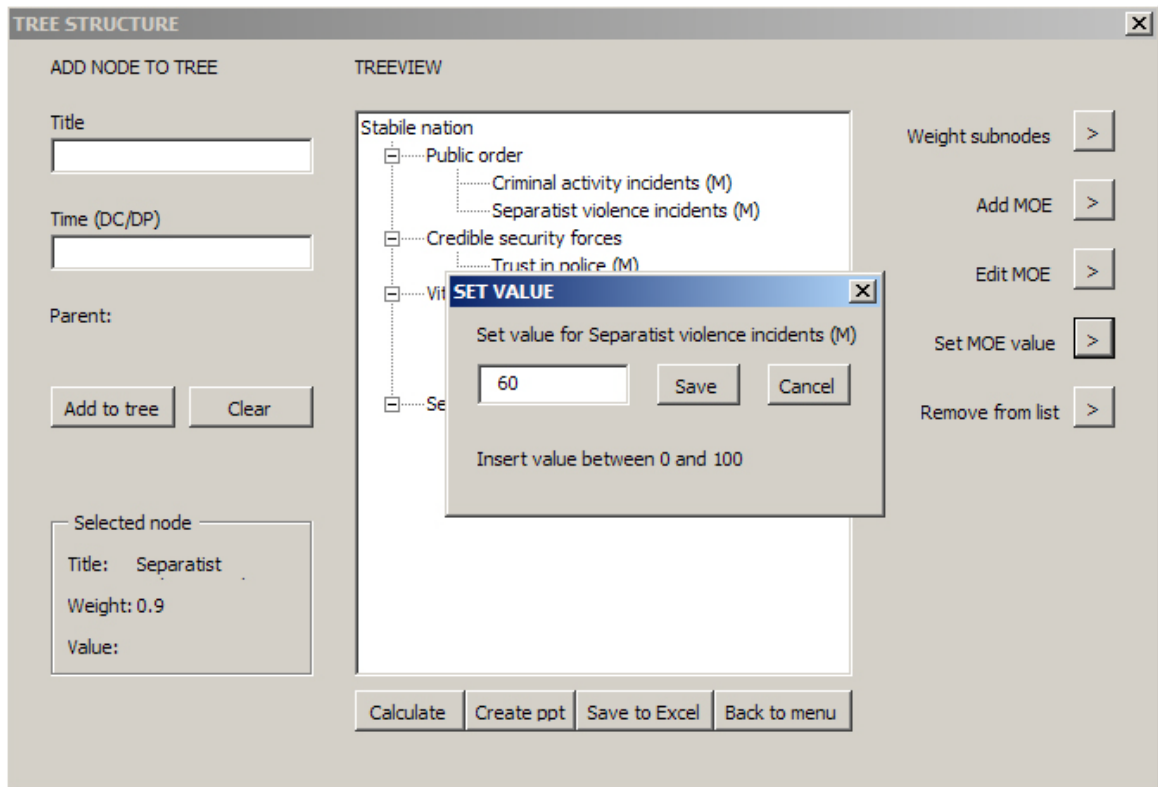 TREE STRUCTURE
ADD NODE TO TREE
TREEVIEW
Title
Time (DC/DP)
Parent:
Add to tree
Clear
Selected node
Title: Separatist
Weight: 0.9
Value:
Stabile nation
Public order
Criminal activity incidents (M)
Separatist violence incidents (M)
Credible security forces
Trust in police (M)
SET VALUE
Set value for Separatist violence incidents (M)
60
Save
Cancel
Insert value between 0 and 100
Weight subnodes >
Add MOE >
Edit MOE >
Set MOE value >
Remove from list >
Calculate
Create ppt
Save to Excel
Back to menu